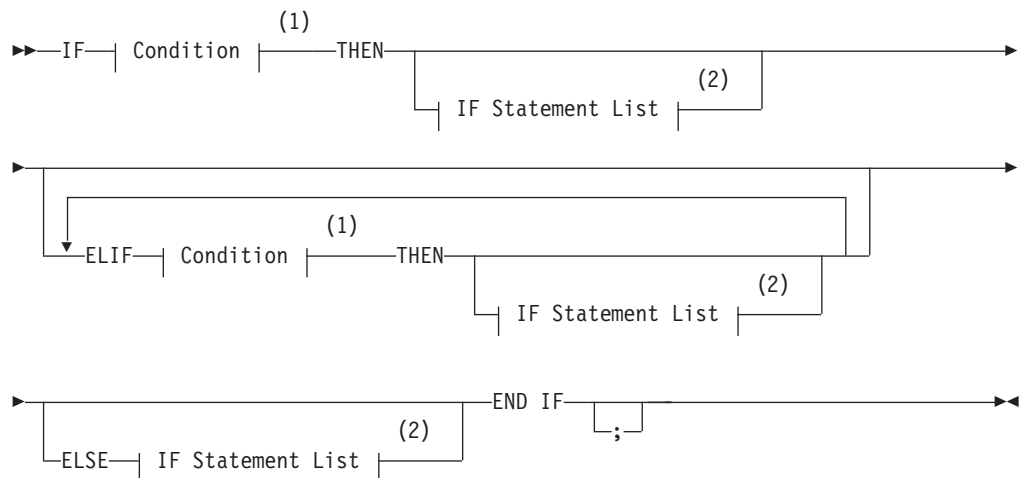 (1)
IF Condition THEN
(2)
IF Statement List
(1)
ELIF Condition THEN
(2)
IF Statement List
END IF
;
(2)
ELSE IF Statement List